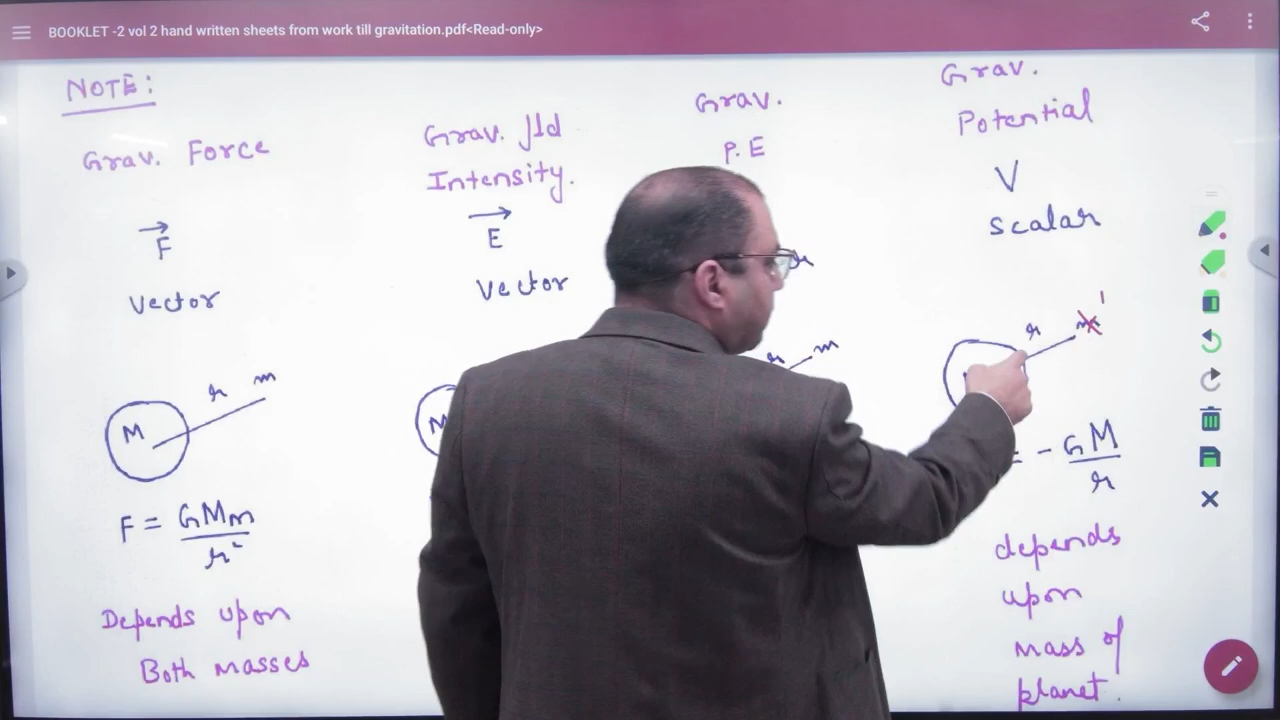 BOOKLET -2 vol 2 hand written sheets from work till gravitation.pdf<Read-only>
NOTE:
Grav. Force
F
vector
M r m
F = GMm
r²
Depends upon
Both masses
Grav. fld
Intensity.
E
vector
M
Grav.
P.E
r m
Grav.
Potential
V
scalar
r m 1
= - GM
r
depends
upon
mass of
planet.